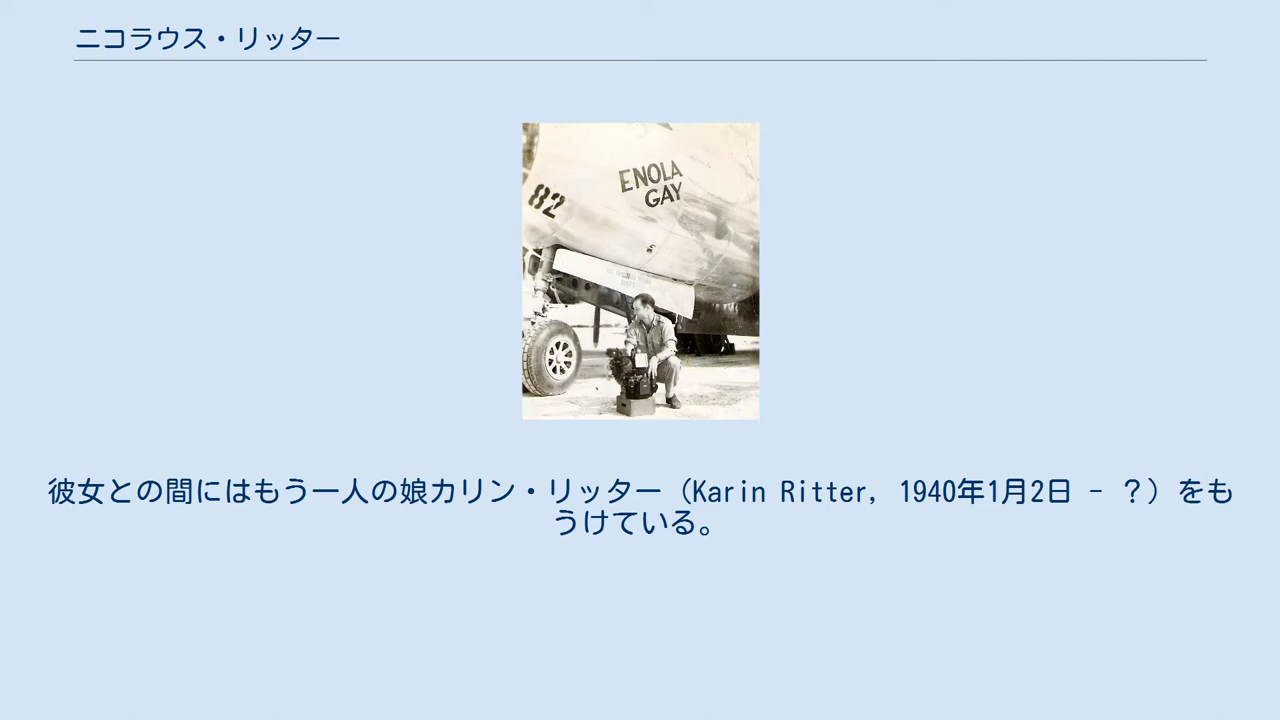 ニコラウス・リッター
ENOLA
GAY
82
彼女との間にはもう一人の娘カリン・リッター（Karin Ritter, 1940年1月2日 - ？）をも
うけている。